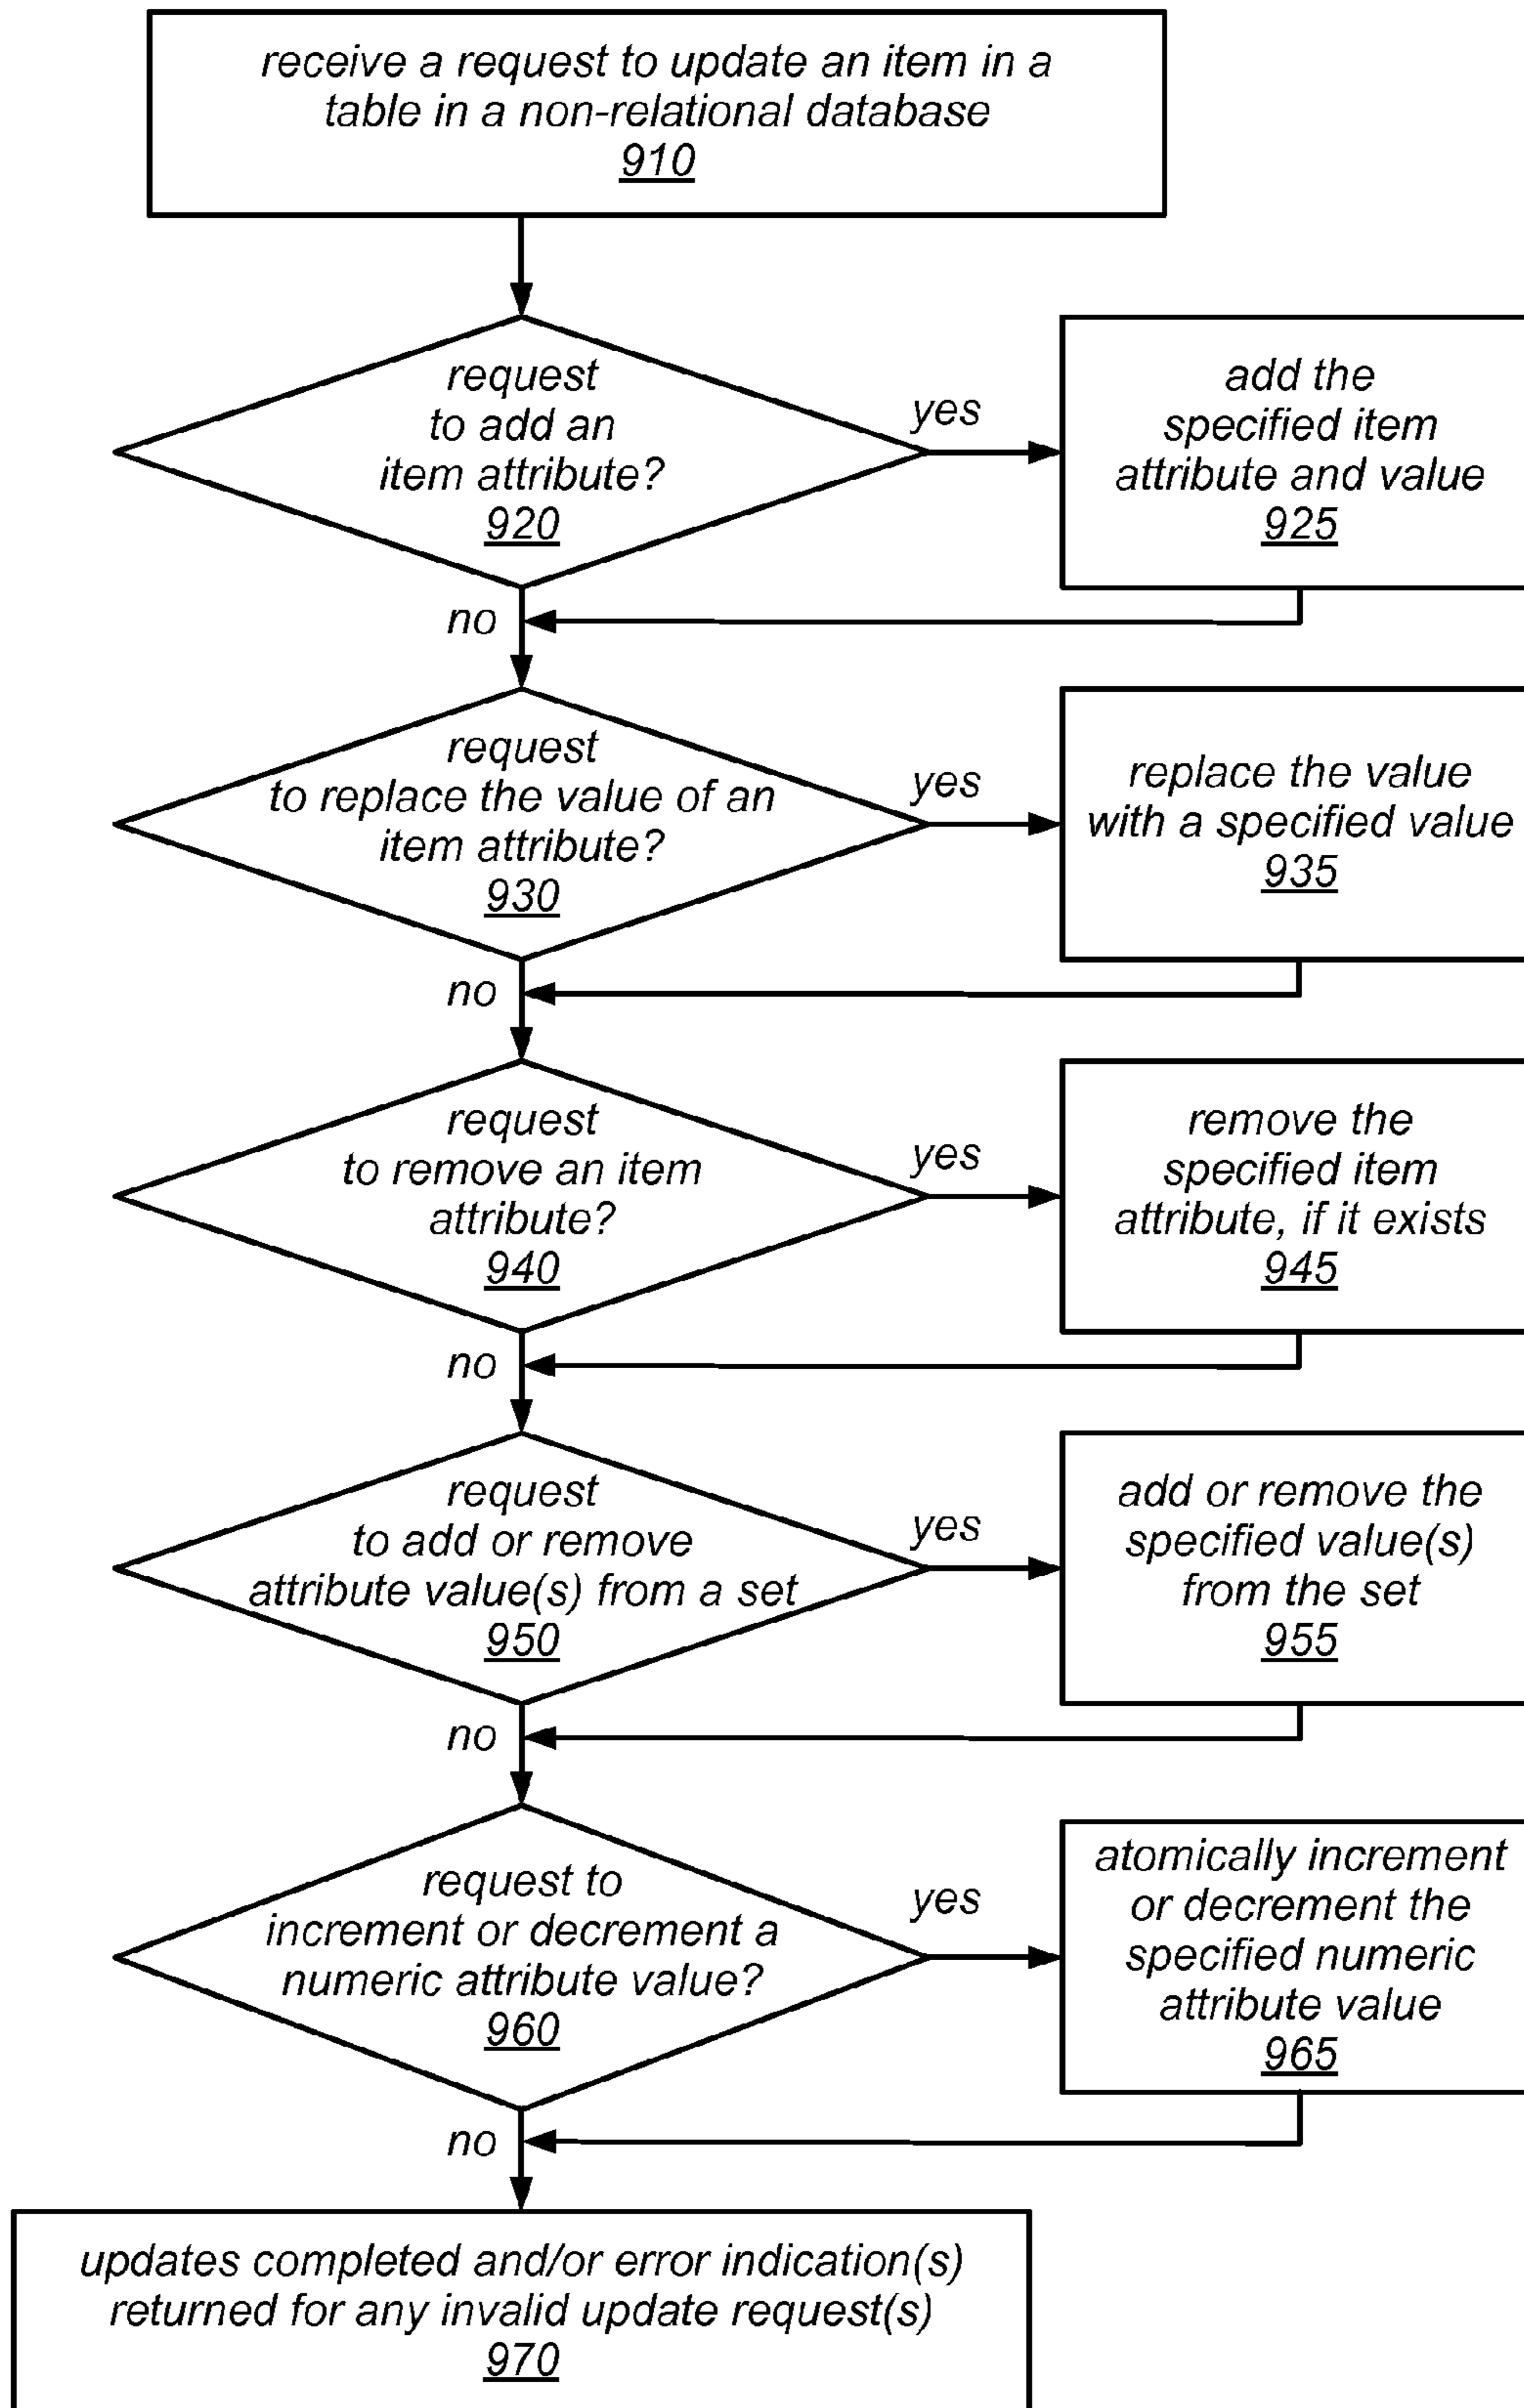 receive a request to update an item in a
table in a non-relational database
910
request
to add an
item attribute?
920
yes
add the
specified item
attribute and value
925
no
request
to replace the value of an
item attribute?
930
yes
replace the value
with a specified value
935
no
request
to remove an item
attribute?
940
yes
remove the
specified item
attribute, if it exists
945
no
request
to add or remove
attribute value(s) from a set
950
yes
add or remove the
specified value(s)
from the set
955
no
request to
increment or decrement a
numeric attribute value?
960
yes
atomically increment
or decrement the
specified numeric
attribute value
965
no
updates completed and/or error indication(s)
returned for any invalid update request(s)
970